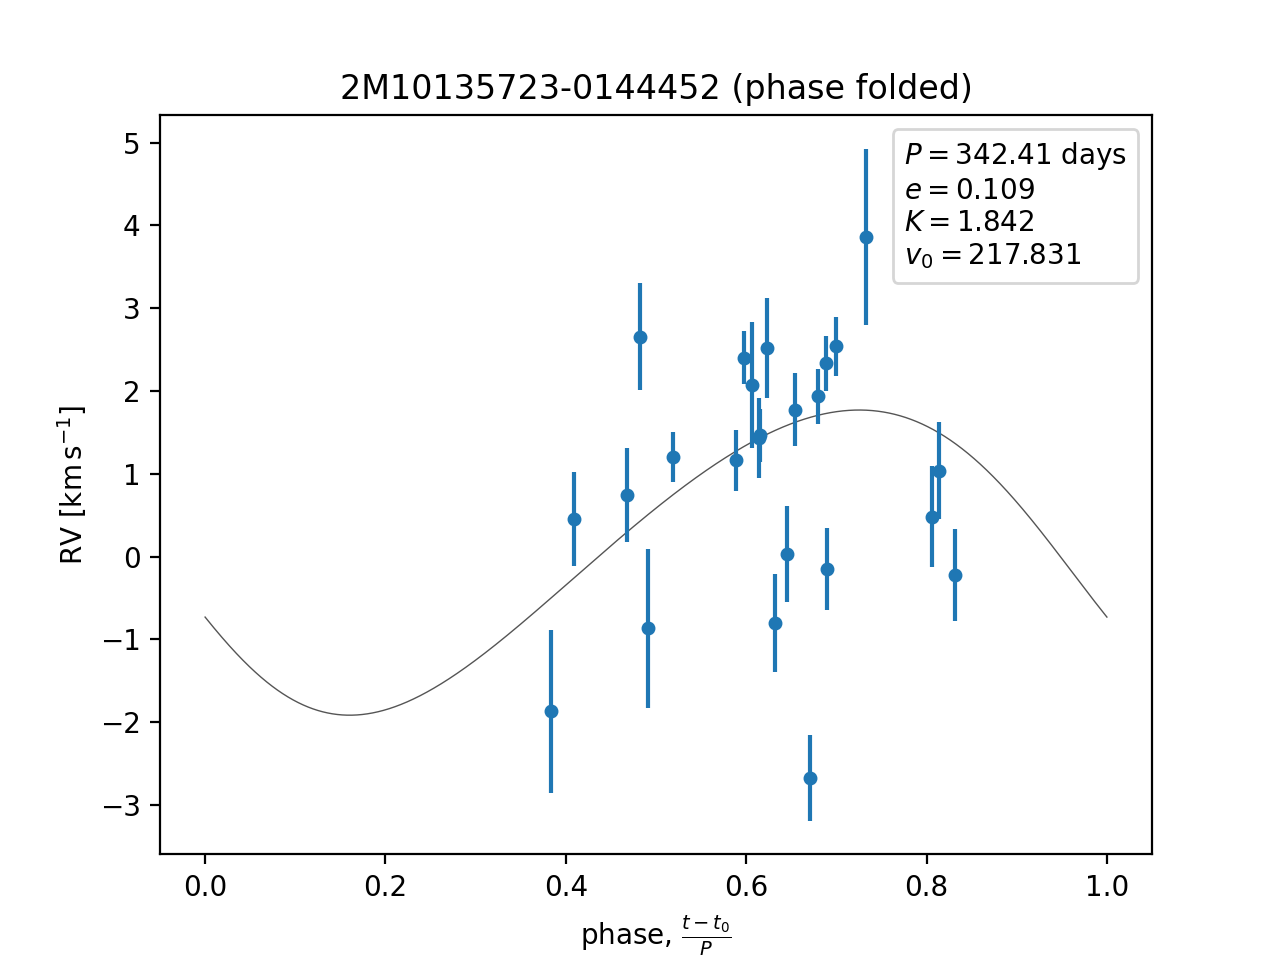 2M10135723-0144452 (phase folded)
P = 342.41 days
e = 0.109
K = 1.842
v₀ = 217.831
5
4
3
2
1
0
−1
−2
−3
RV [km s⁻¹]
0.0 0.2 0.4 0.6 0.8 1.0
phase, (t − t₀)/P